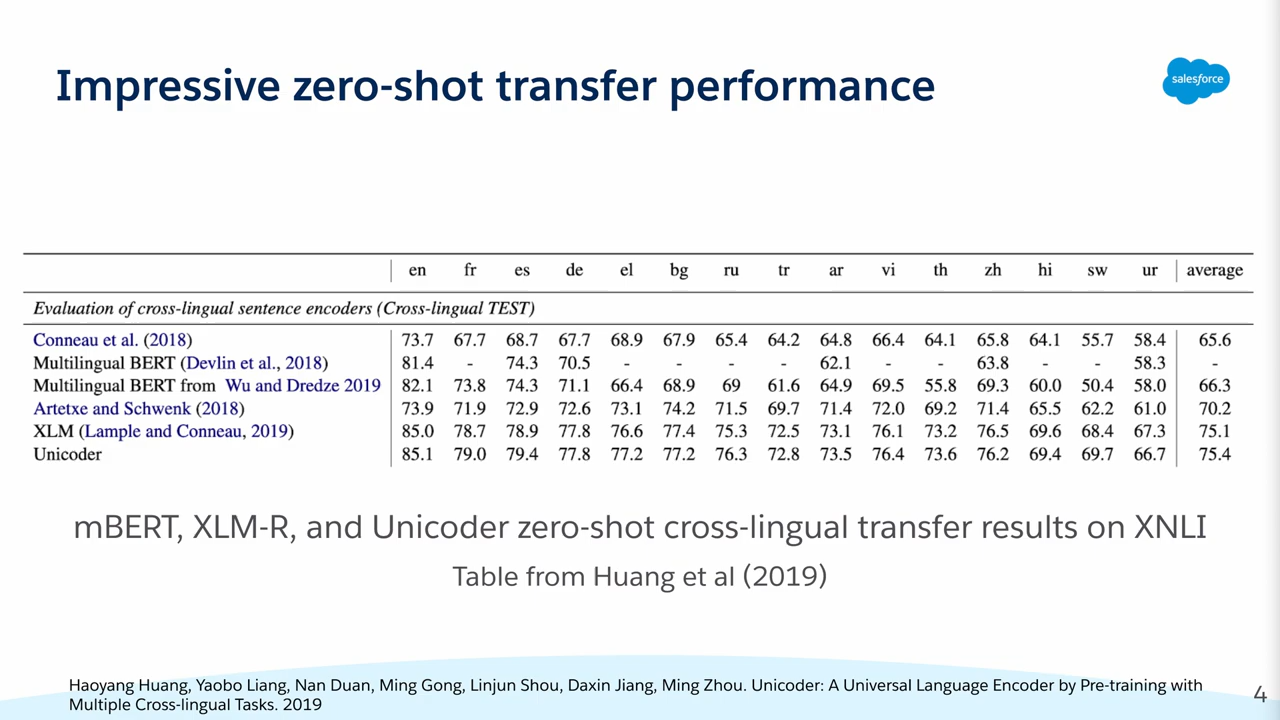 Impressive zero-shot transfer performance
salesforce
en fr es de el bg ru tr ar vi th zh hi sw ur average
Evaluation of cross-lingual sentence encoders (Cross-lingual TEST)
Conneau et al. (2018) 73.7 67.7 68.7 67.7 68.9 67.9 65.4 64.2 64.8 66.4 64.1 65.8 64.1 55.7 58.4 65.6
Multilingual BERT (Devlin et al., 2018) 81.4 - 74.3 70.5 - - - - 62.1 - - 63.8 - - 58.3 -
Multilingual BERT from Wu and Dredze 2019 82.1 73.8 74.3 71.1 66.4 68.9 69 61.6 64.9 69.5 55.8 69.3 60.0 50.4 58.0 66.3
Artetxe and Schwenk (2018) 73.9 71.9 72.9 72.6 73.1 74.2 71.5 69.7 71.4 72.0 69.2 71.4 65.5 62.2 61.0 70.2
XLM (Lample and Conneau, 2019) 85.0 78.7 78.9 77.8 76.6 77.4 75.3 72.5 73.1 76.1 73.2 76.5 69.6 68.4 67.3 75.1
Unicoder 85.1 79.0 79.4 77.8 77.2 77.2 76.3 72.8 73.5 76.4 73.6 76.2 69.4 69.7 66.7 75.4
mBERT, XLM-R, and Unicoder zero-shot cross-lingual transfer results on XNLI
Table from Huang et al (2019)
Haoyang Huang, Yaobo Liang, Nan Duan, Ming Gong, Linjun Shou, Daxin Jiang, Ming Zhou. Unicoder: A Universal Language Encoder by Pre-training with
Multiple Cross-lingual Tasks. 2019
4